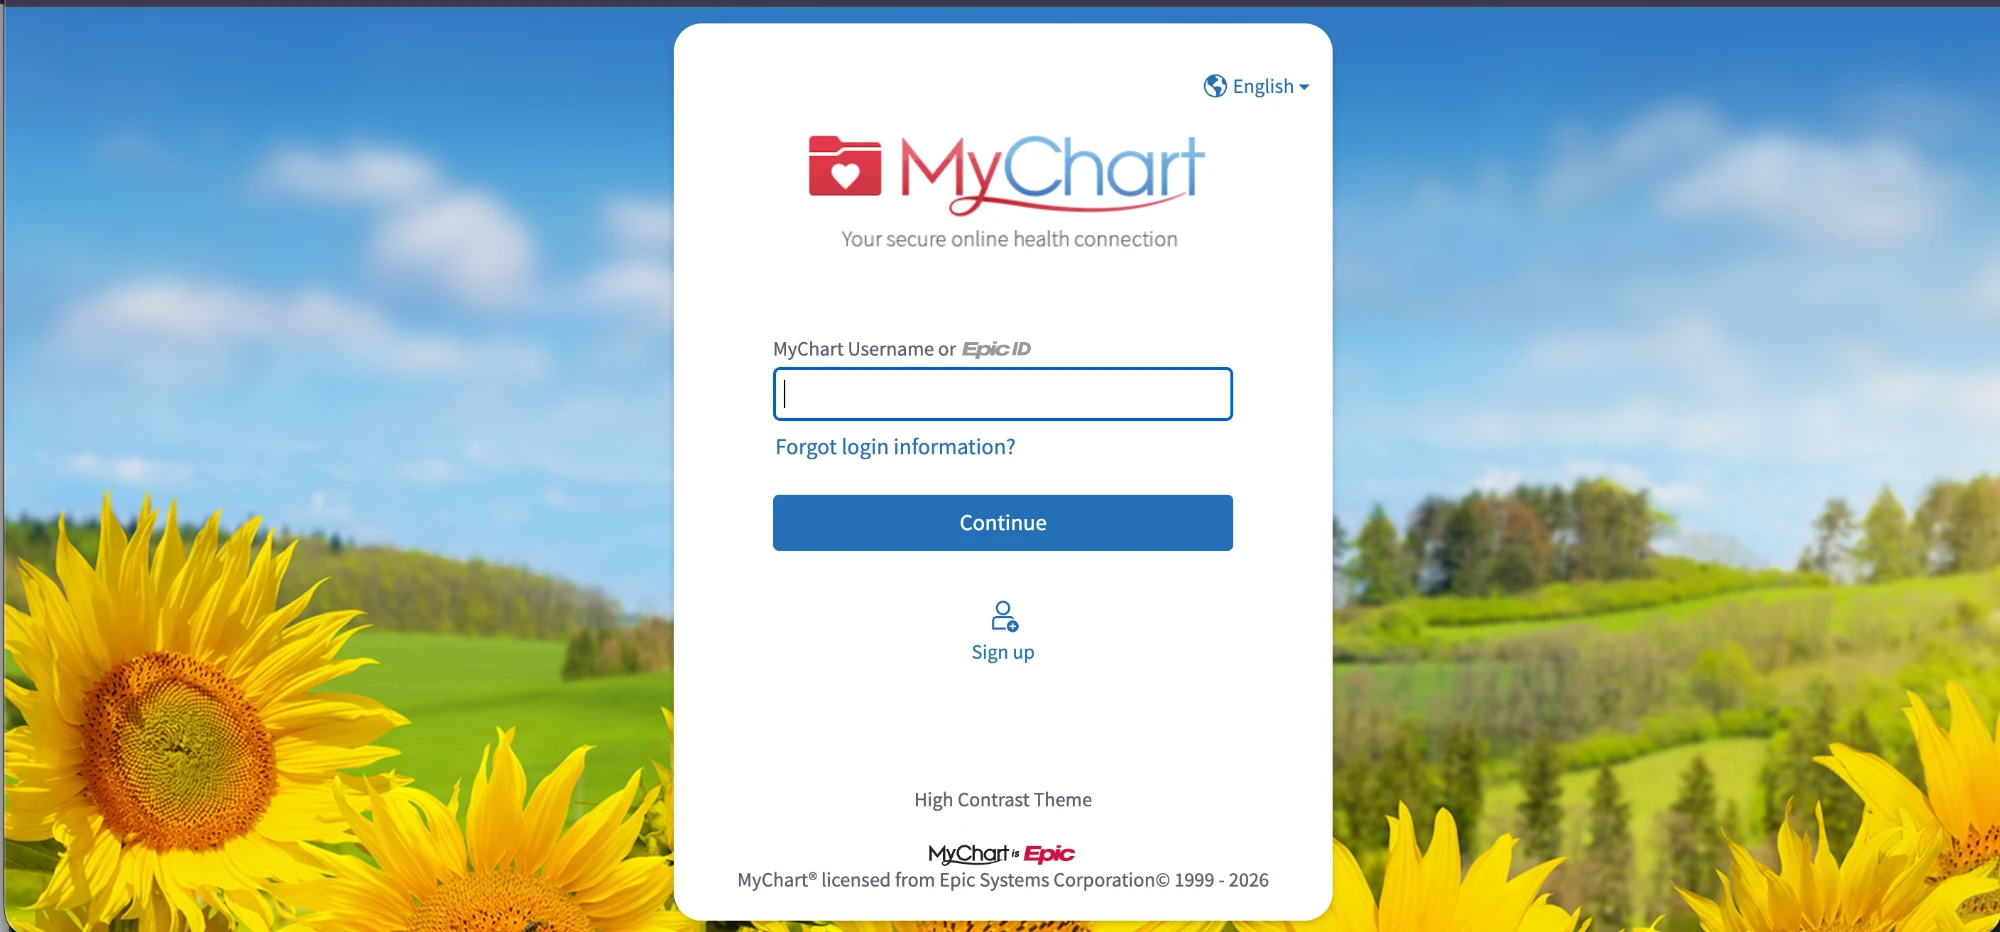 English
MyChart
Your secure online health connection
MyChart Username or Epic ID
Forgot login information?
Continue
Sign up
High Contrast Theme
MyChart is Epic
MyChart® licensed from Epic Systems Corporation© 1999 - 2026